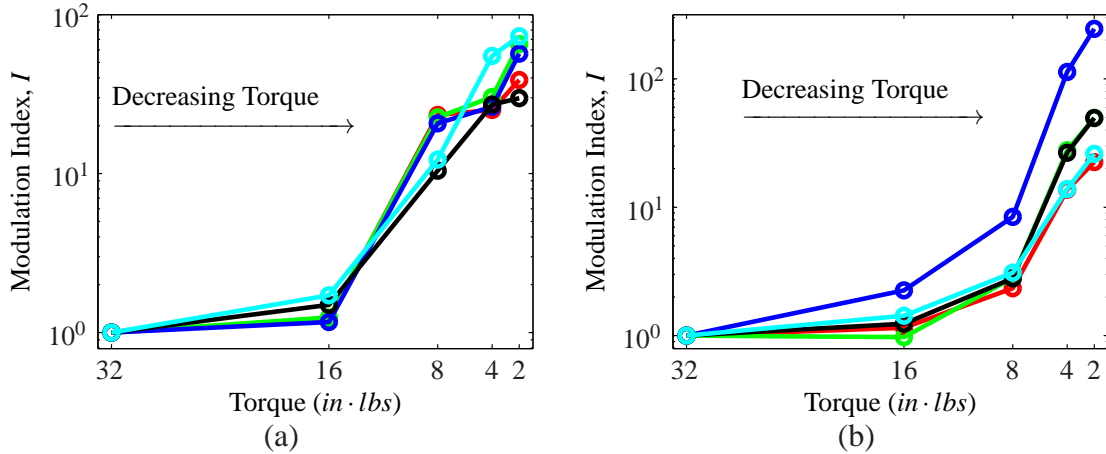 10^2
10^1
10^0
Modulation Index, I
Decreasing Torque
32 16 8 4 2
Torque (in · lbs)
(a)
10^2
10^1
10^0
Modulation Index, I
Decreasing Torque
32 16 8 4 2
Torque (in · lbs)
(b)